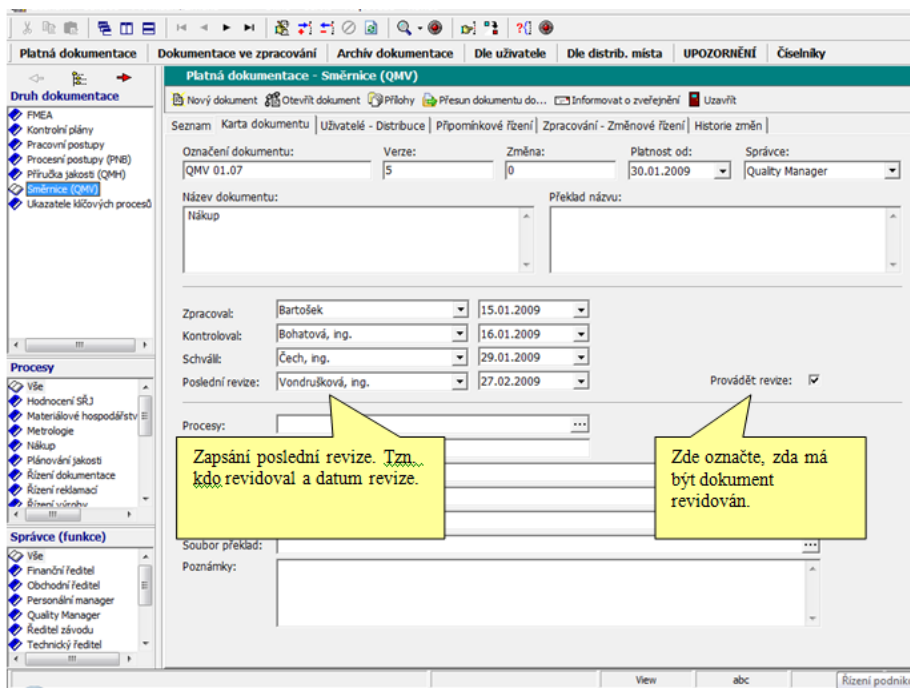 Platná dokumentace Dokumentace ve zpracování Archív dokumentace Dle uživatele Dle distrib. místa UPOZORNĚNÍ Číselníky
Druh dokumentace
FMEA
Kontrolní plány
Pracovní postupy
Procesní postupy (PNB)
Příručka jakosti (QMH)
Směrnice (QMV)
Ukazatele klíčových procesů
Procesy
Vše
Hodnocení SŘJ
Materiálové hospodářstv
Metrologie
Nákup
Plánování jakosti
Řízení dokumentace
Řízení reklamací
Řízení výroby
Správce (funkce)
Vše
Finanční ředitel
Obchodní ředitel
Personální manager
Quality Manager
Ředitel závodu
Technický ředitel
Platná dokumentace - Směrnice (QMV)
Nový dokument Otevřít dokument Přílohy Přesun dokumentu do... Informovat o zveřejnění Uzavřít
Seznam Karta dokumentu Uživatelé - Distribuce Připomínkové řízení Zpracování - Změnové řízení Historie změn
Označení dokumentu: Verze: Změna: Platnost od: Správce:
QMV 01.07 5 0 30.01.2009 Quality Manager
Název dokumentu: Překlad názvu:
Nákup
Zpracoval: Bartošek 15.01.2009
Kontroloval: Bohatová, ing. 16.01.2009
Schválil: Čech, ing. 29.01.2009
Poslední revize: Vondrušková, ing. 27.02.2009 Provádět revize:
Procesy:
Zapsání poslední revize. Tzn.
kdo revidoval a datum revize.
Zde označte, zda má
být dokument
revidován.
Soubor překlad:
Poznámky:
View abc Řízení podnik